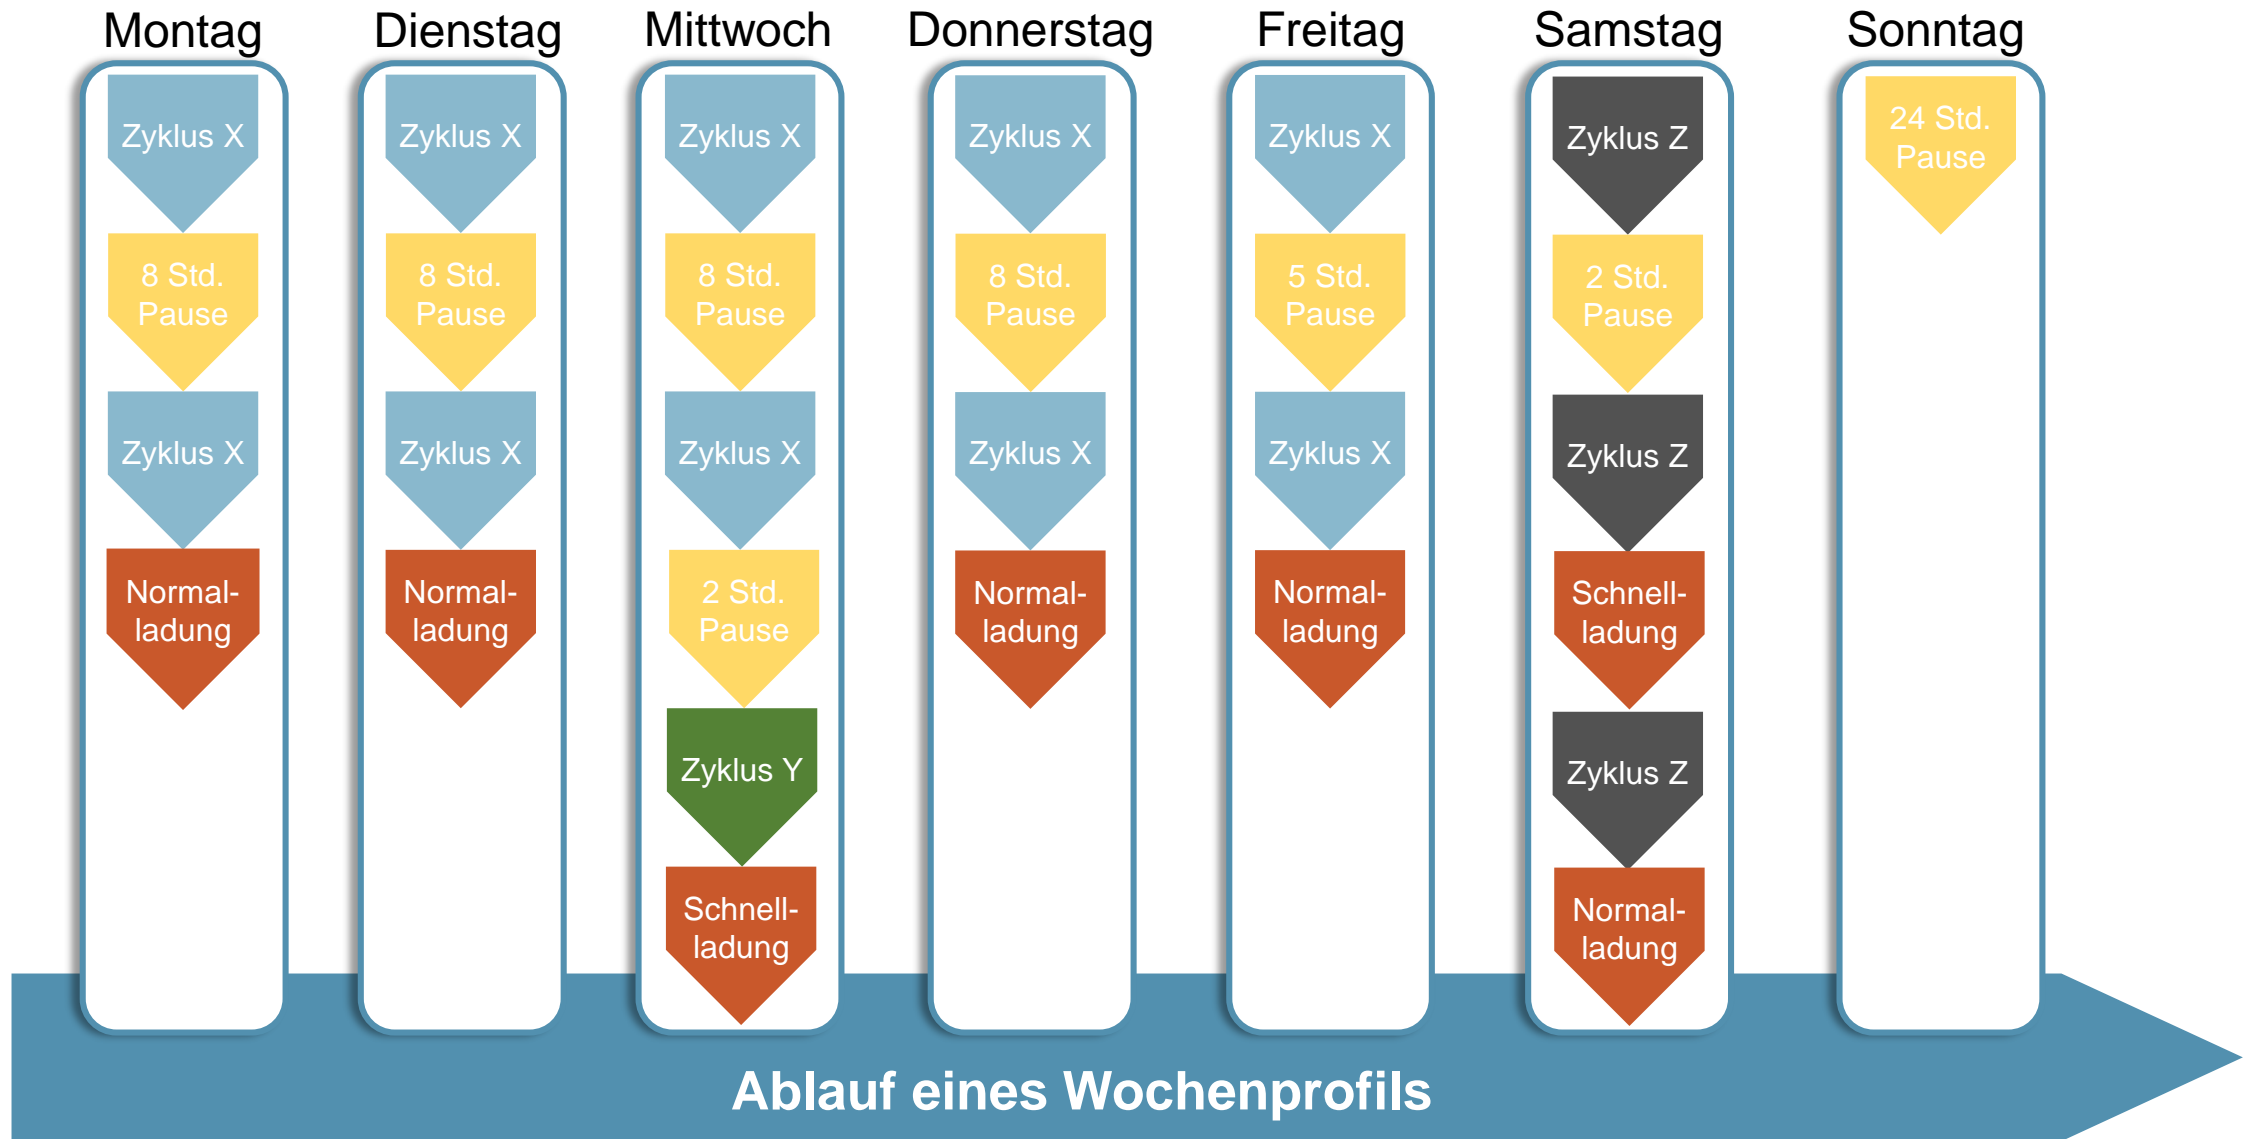 Montag
Zyklus X
8 Std.
Pause
Zyklus X
Normal-
ladung
Dienstag
Zyklus X
8 Std.
Pause
Zyklus X
Normal-
ladung
Mittwoch
Zyklus X
8 Std.
Pause
Zyklus X
2 Std.
Pause
Zyklus Y
Schnell-
ladung
Donnerstag
Zyklus X
8 Std.
Pause
Zyklus X
Normal-
ladung
Freitag
Zyklus X
5 Std.
Pause
Zyklus X
Normal-
ladung
Samstag
Zyklus Z
2 Std.
Pause
Zyklus Z
Schnell-
ladung
Zyklus Z
Normal-
ladung
Sonntag
24 Std.
Pause
Ablauf eines Wochenprofils